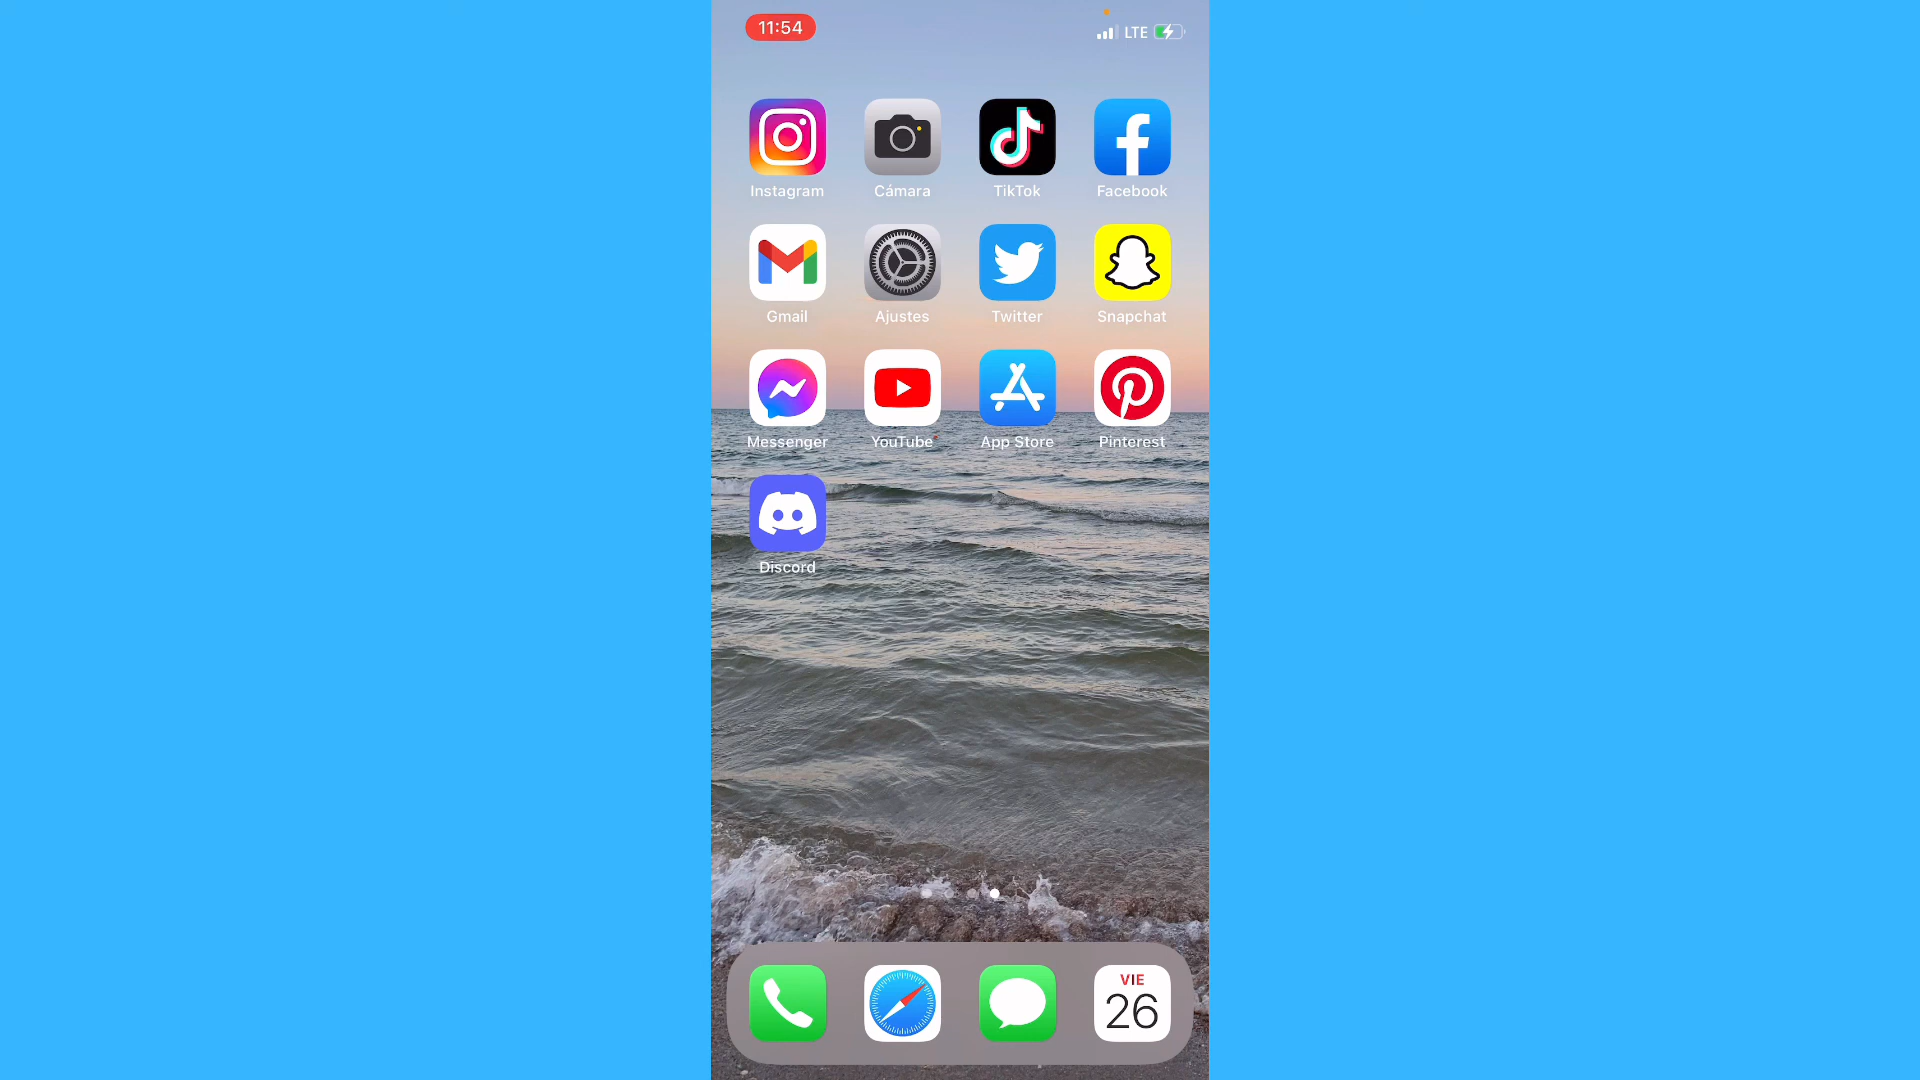 11:54
LTE
Instagram Cámara TikTok Facebook
Gmail Ajustes Twitter Snapchat
Messenger YouTube App Store Pinterest
Discord
VIE
26